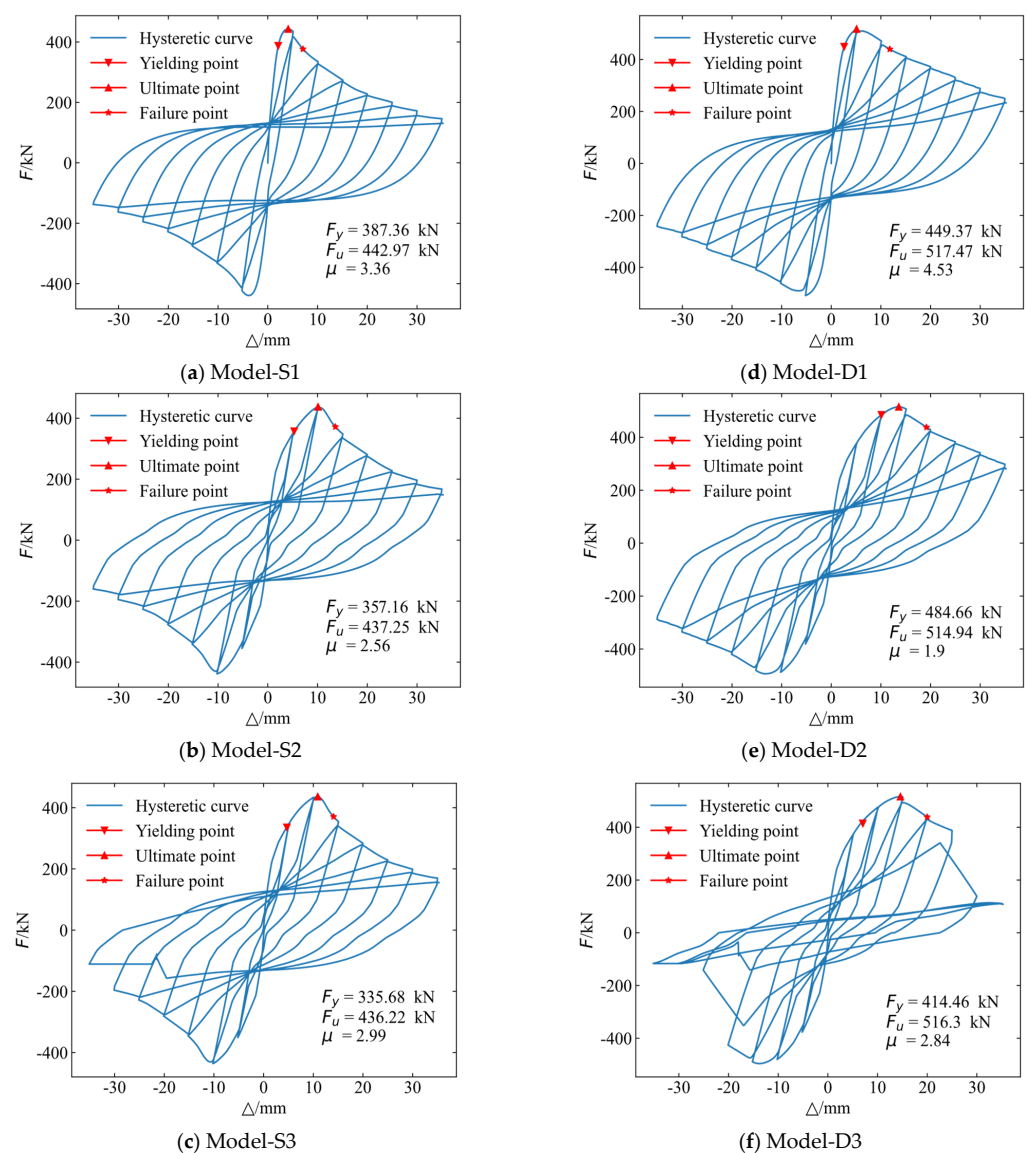 400
200
0
-200
-400
F/kN
Hysteretic curve
Yielding point
Ultimate point
Failure point
F_y = 387.36 kN
F_u = 442.97 kN
μ = 3.36
-30 -20 -10 0 10 20 30
△/mm
(a) Model-S1
400
200
0
-200
-400
F/kN
Hysteretic curve
Yielding point
Ultimate point
Failure point
F_y = 449.37 kN
F_u = 517.47 kN
μ = 4.53
-30 -20 -10 0 10 20 30
△/mm
(d) Model-D1
400
200
0
-200
-400
F/kN
Hysteretic curve
Yielding point
Ultimate point
Failure point
F_y = 357.16 kN
F_u = 437.25 kN
μ = 2.56
-30 -20 -10 0 10 20 30
△/mm
(b) Model-S2
400
200
0
-200
-400
F/kN
Hysteretic curve
Yielding point
Ultimate point
Failure point
F_y = 484.66 kN
F_u = 514.94 kN
μ = 1.9
-30 -20 -10 0 10 20 30
△/mm
(e) Model-D2
400
200
0
-200
-400
F/kN
Hysteretic curve
Yielding point
Ultimate point
Failure point
F_y = 335.68 kN
F_u = 436.22 kN
μ = 2.99
-30 -20 -10 0 10 20 30
△/mm
(c) Model-S3
400
200
0
-200
-400
F/kN
Hysteretic curve
Yielding point
Ultimate point
Failure point
F_y = 414.46 kN
F_u = 516.3 kN
μ = 2.84
-30 -20 -10 0 10 20 30
△/mm
(f) Model-D3